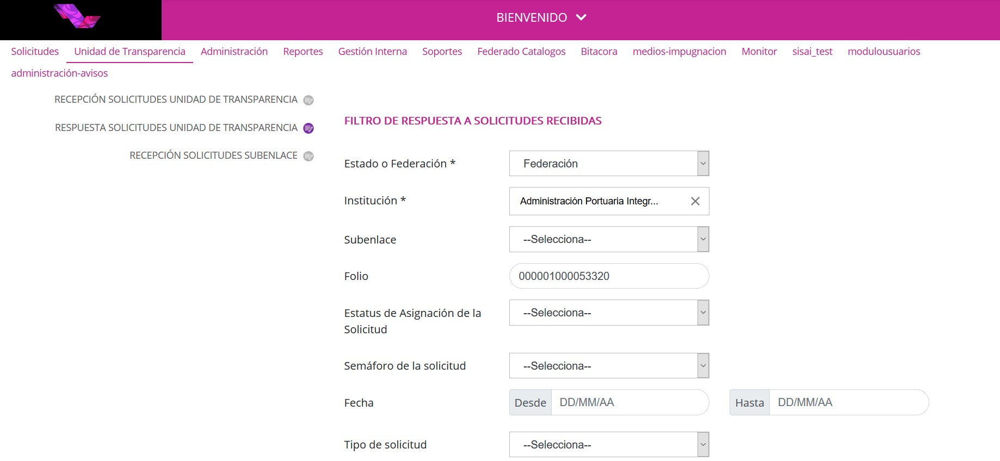 BIENVENIDO
Solicitudes Unidad de Transparencia Administración Reportes Gestión Interna Soportes Federado Catalogos Bitacora medios-impugnacion Monitor sisai_test modulousuarios
administración-avisos
RECEPCIÓN SOLICITUDES UNIDAD DE TRANSPARENCIA
RESPUESTA SOLICITUDES UNIDAD DE TRANSPARENCIA
RECEPCIÓN SOLICITUDES SUBENLACE
FILTRO DE RESPUESTA A SOLICITUDES RECIBIDAS
Estado o Federación * Federación
Institución * Administración Portuaria Integr...
Subenlace --Selecciona--
Folio 000001000053320
Estatus de Asignación de la --Selecciona--
Solicitud
Semáforo de la solicitud --Selecciona--
Fecha Desde DD/MM/AA Hasta DD/MM/AA
Tipo de solicitud --Selecciona--